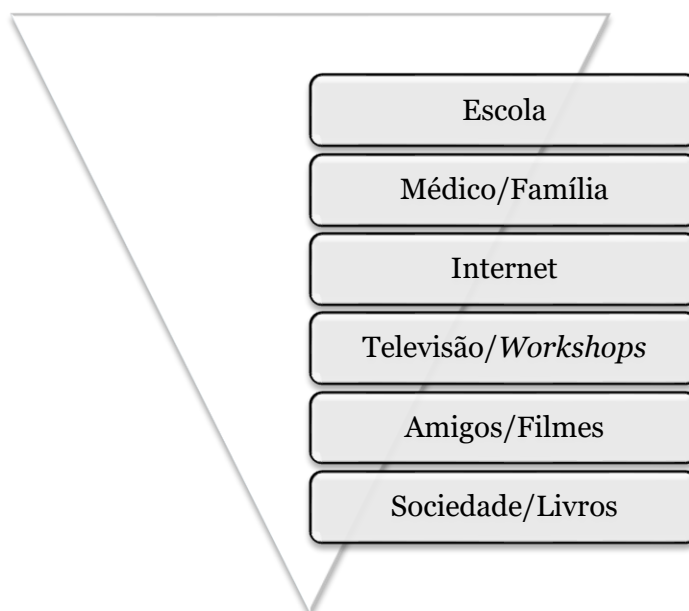 Escola
Médico/Família
Internet
Televisão/Workshops
Amigos/Filmes
Sociedade/Livros